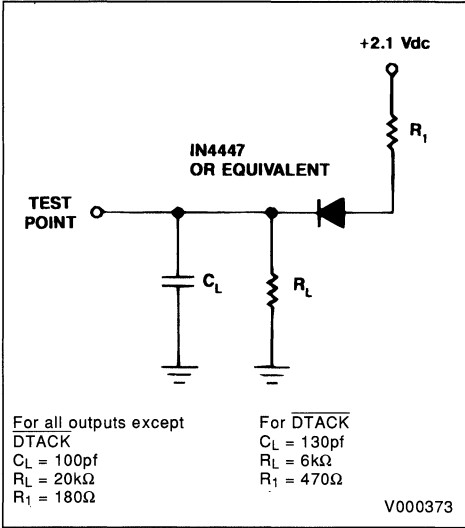 +2.1 Vdc
R1
IN4447
OR EQUIVALENT
TEST
POINT
CL
RL
For all outputs except
DTACK
CL = 100pf
RL = 20kΩ
R1 = 180Ω
For DTACK
CL = 130pf
RL = 6kΩ
R1 = 470Ω
V000373